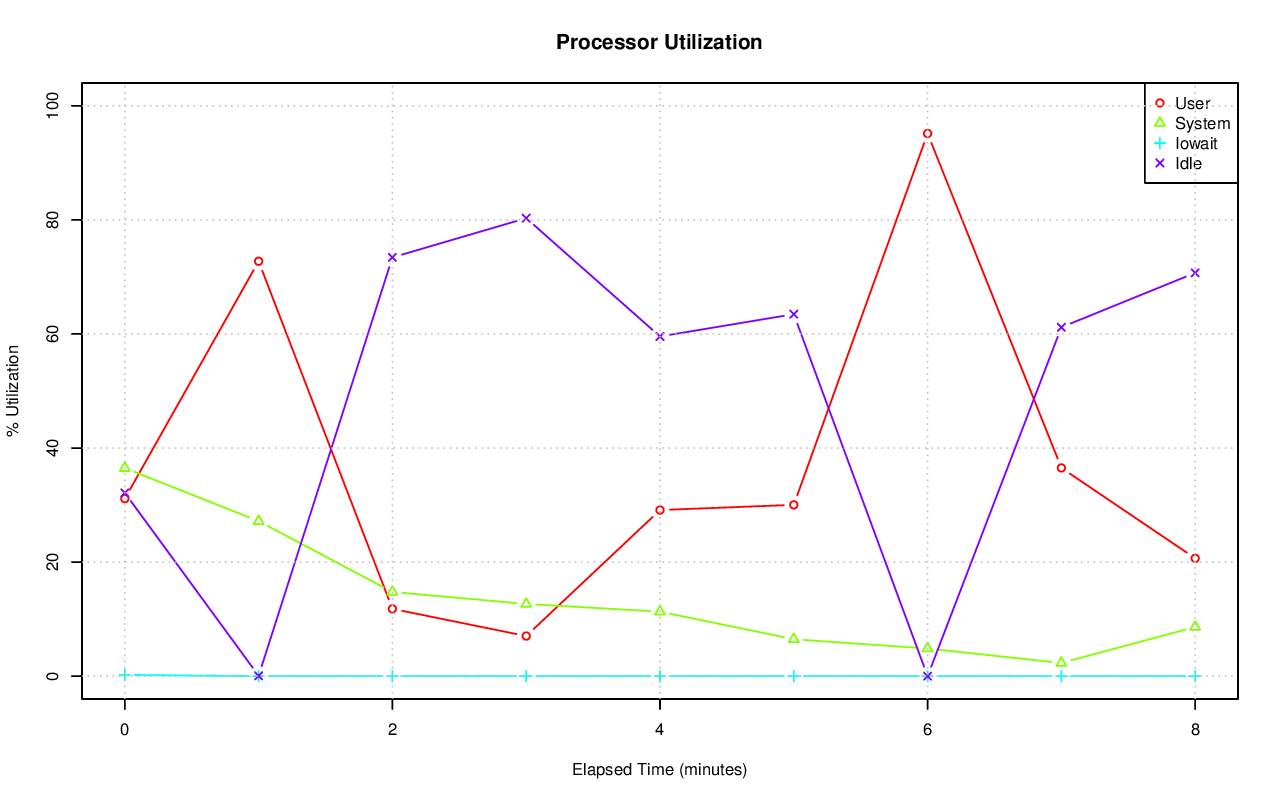 Processor Utilization
User
System
Iowait
Idle
% Utilization
100
80
60
40
20
0
0 2 4 6 8
Elapsed Time (minutes)